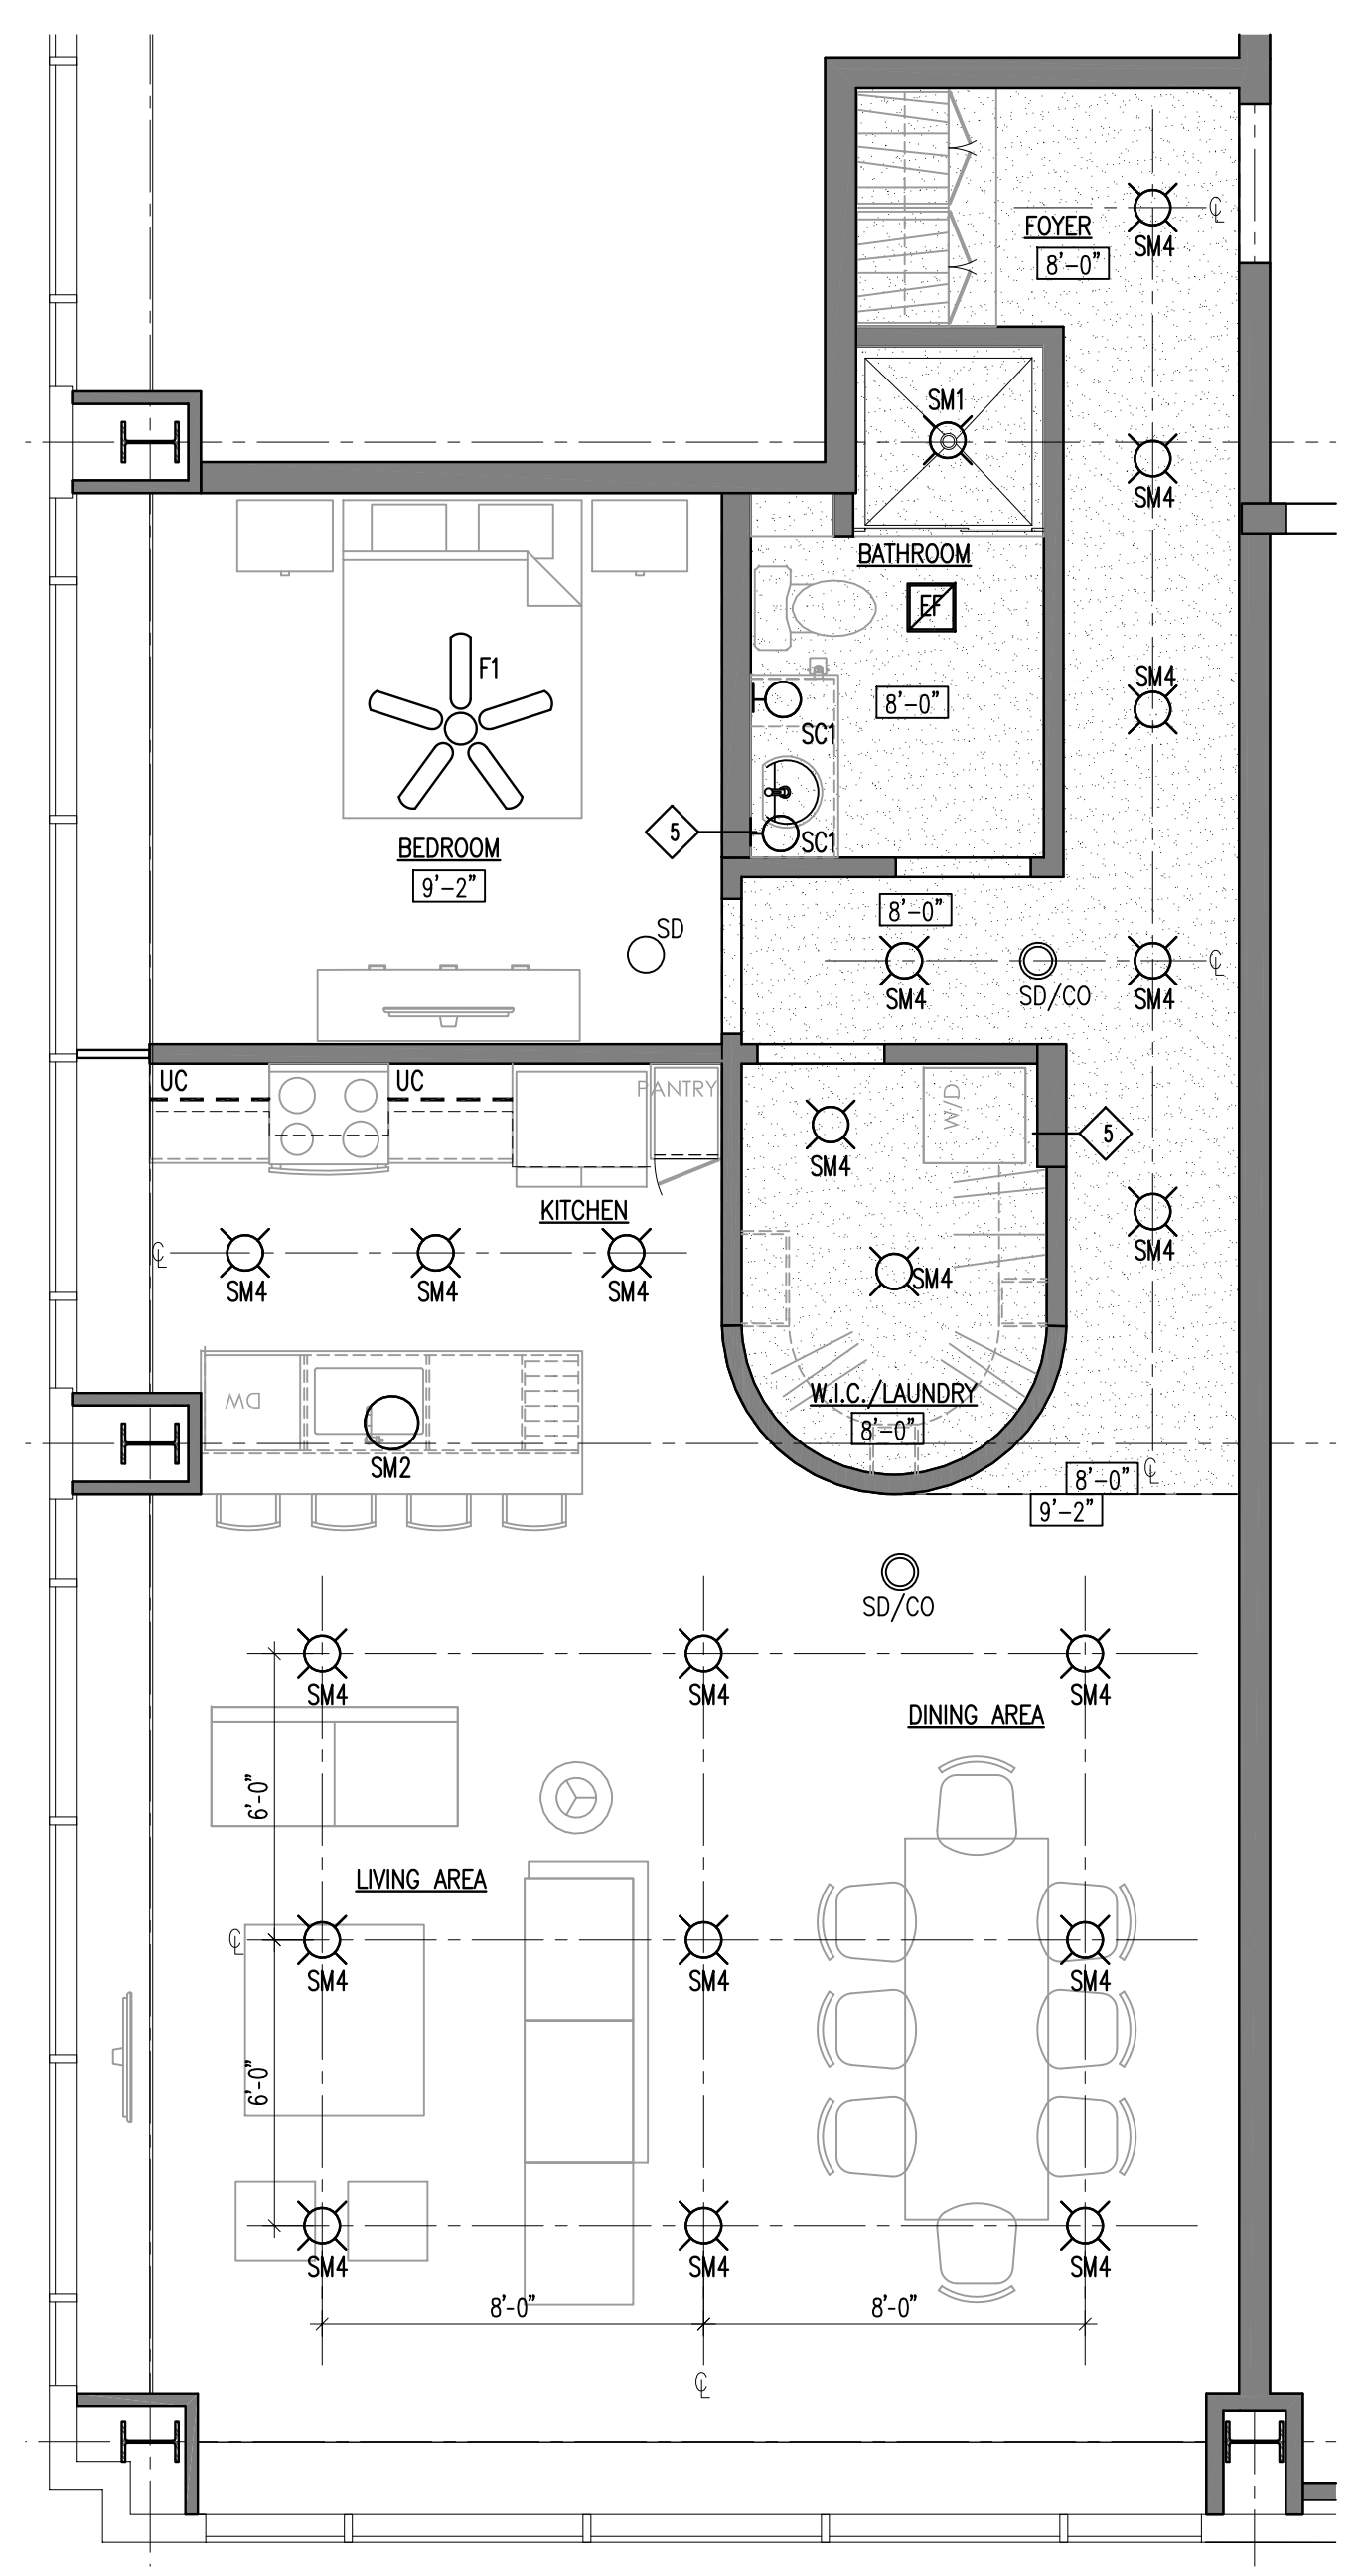 FOYER
8'-0"
℄
SM4
SM1
SM4
BATHROOM
EF
F1
SM4
8'-0"
SC1
5
SC1
BEDROOM
9'-2"
8'-0"
SD
℄
SM4
SD/CO
SM4
UC
UC
PANTRY
W/D
5
SM4
KITCHEN
℄
SM4
SM4
SM4
SM4
SM4
DW
W.I.C./LAUNDRY
8'-0"
SM2
8'-0"
℄
9'-2"
SD/CO
SM4
SM4
SM4
DINING AREA
6'-0"
LIVING AREA
℄
SM4
SM4
SM4
6'-0"
SM4
SM4
SM4
8'-0"
8'-0"
℄